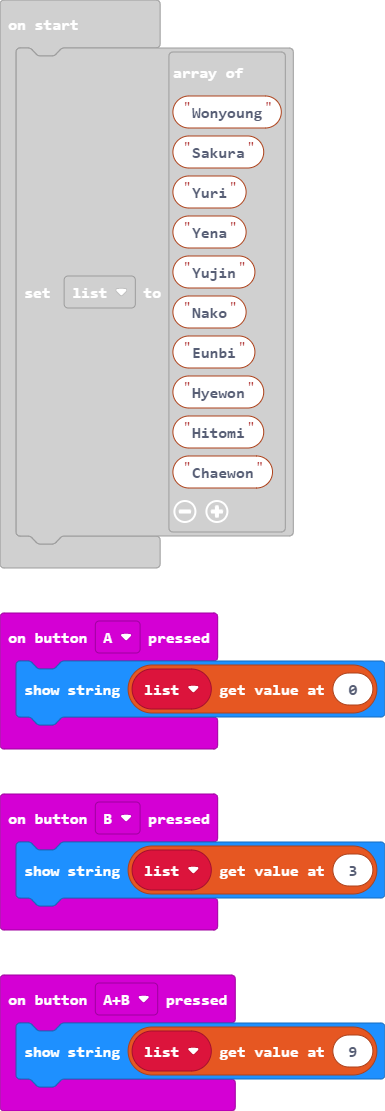 on start
array of
"Wonyoung"
"Sakura"
"Yuri"
"Yena"
"Yujin"
set list to
"Nako"
"Eunbi"
"Hyewon"
"Hitomi"
"Chaewon"
on button A pressed
show string list get value at 0
on button B pressed
show string list get value at 3
on button A+B pressed
show string list get value at 9